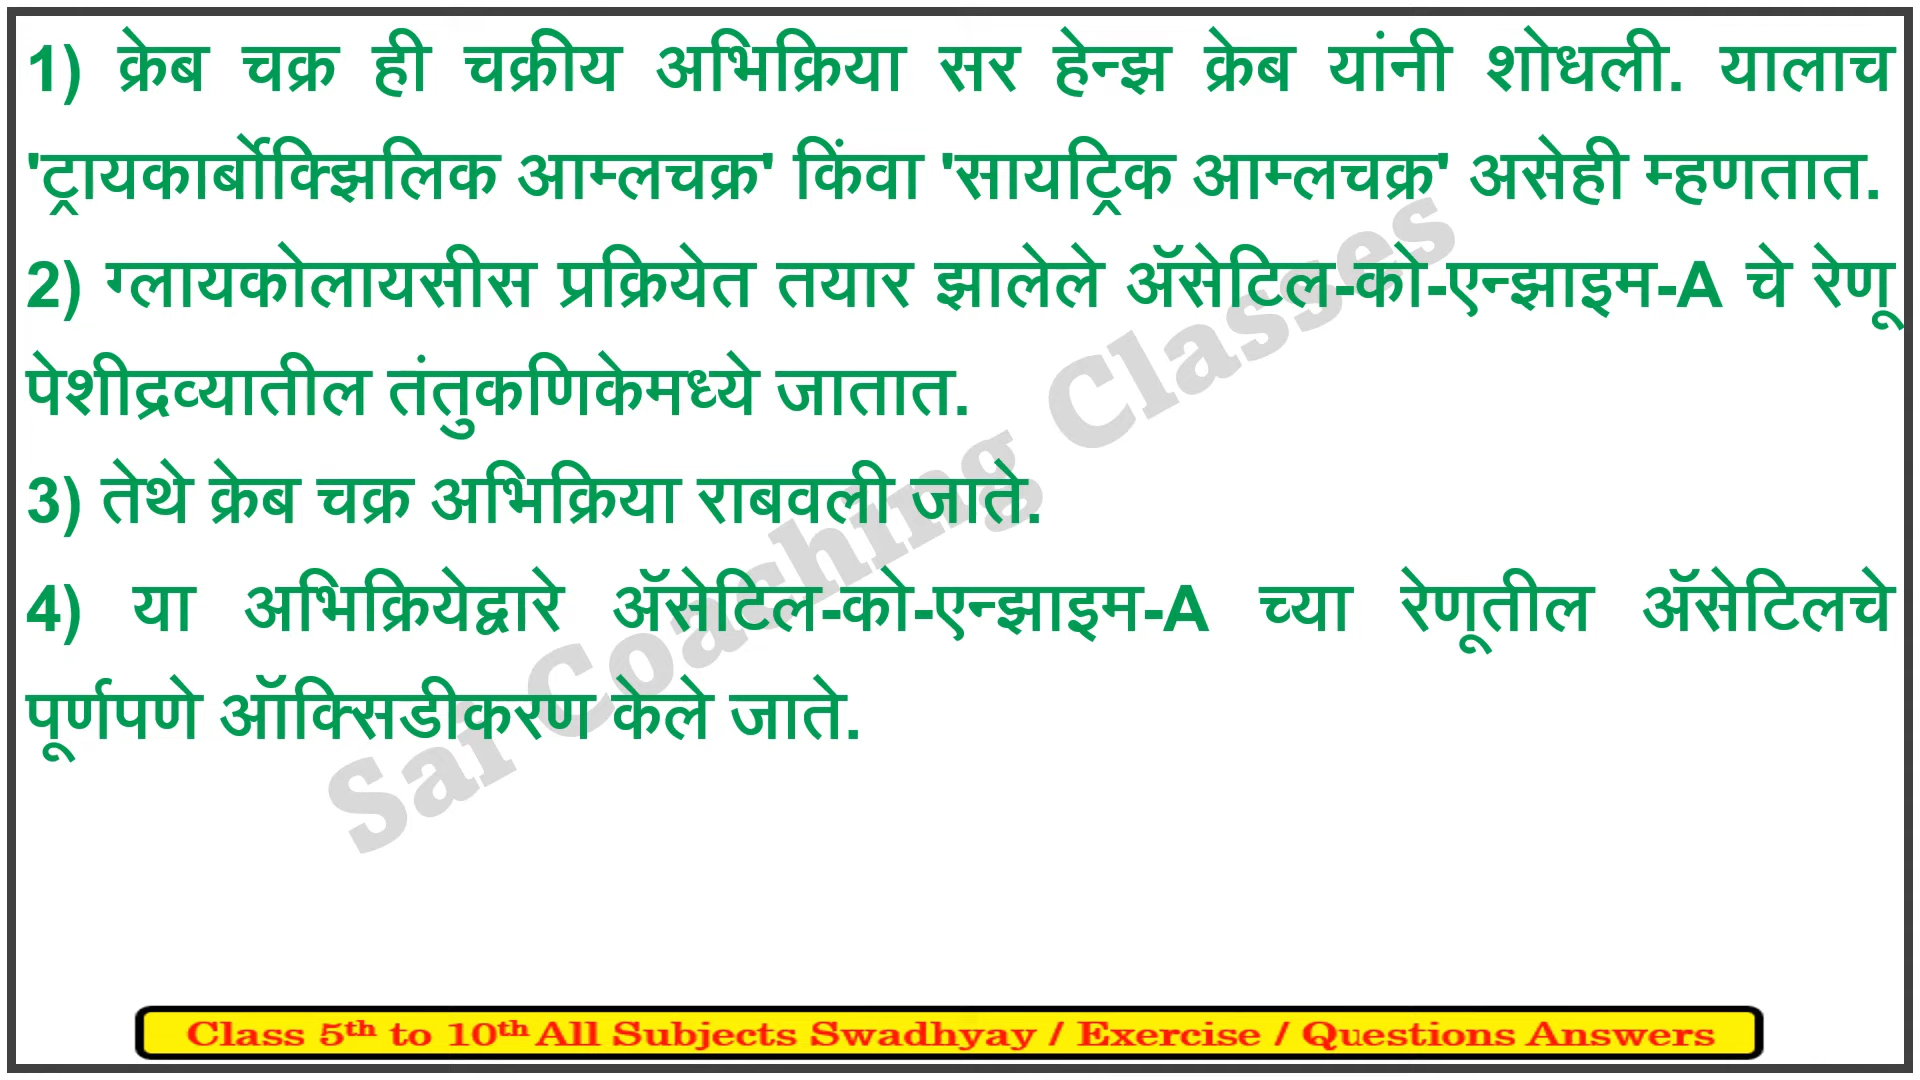 1) क्रेब चक्र ही चक्रीय अभिक्रिया सर हेन्झ क्रेब यांनी शोधली. यालाच
'ट्रायकार्बोक्झिलिक आम्लचक्र' किंवा 'सायट्रिक आम्लचक्र' असेही म्हणतात.
2) ग्लायकोलायसीस प्रक्रियेत तयार झालेले ॲसेटिल-को-एन्झाइम-A चे रेणू
पेशीद्रव्यातील तंतुकणिकेमध्ये जातात.
3) तेथे क्रेब चक्र अभिक्रिया राबवली जाते.
4) या अभिक्रियेद्वारे ॲसेटिल-को-एन्झाइम-A च्या रेणूतील ॲसेटिलचे
पूर्णपणे ऑक्सिडीकरण केले जाते.
Sai Coaching Classes
Class 5th to 10th All Subjects Swadhyay / Exercise / Questions Answers